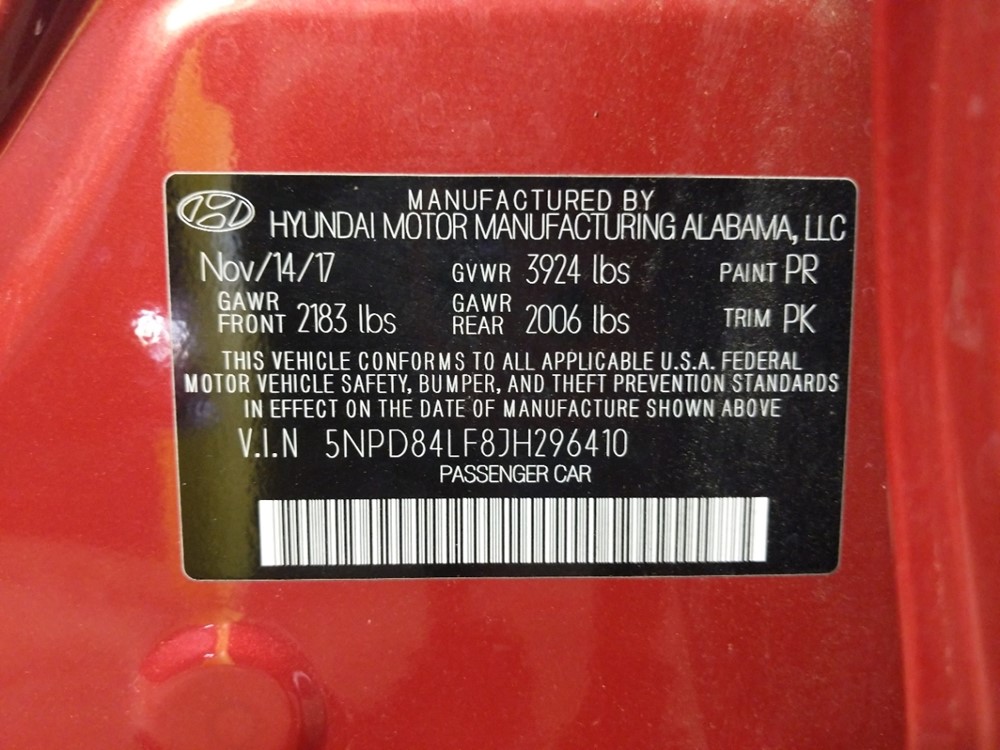 MANUFACTURED BY
HYUNDAI MOTOR MANUFACTURING ALABAMA, LLC
Nov/14/17 GVWR 3924 lbs PAINT PR
GAWR FRONT 2183 lbs GAWR REAR 2006 lbs TRIM PK
THIS VEHICLE CONFORMS TO ALL APPLICABLE U.S.A. FEDERAL
MOTOR VEHICLE SAFETY, BUMPER, AND THEFT PREVENTION STANDARDS
IN EFFECT ON THE DATE OF MANUFACTURE SHOWN ABOVE
V.I.N 5NPD84LF8JH296410
PASSENGER CAR